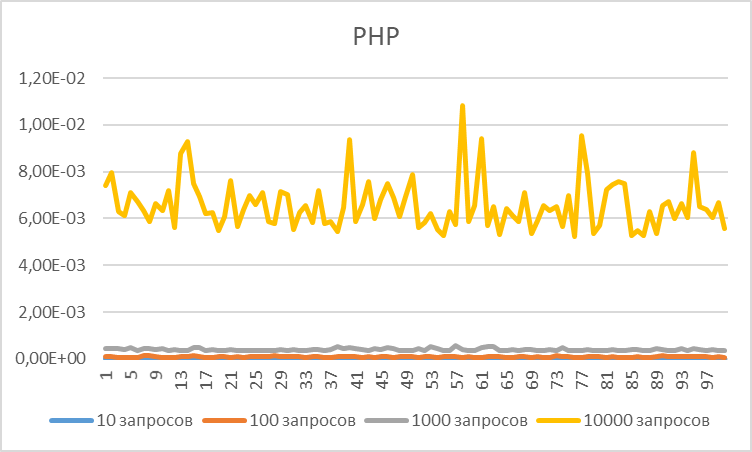 PHP
1,20E-02
1,00E-02
8,00E-03
6,00E-03
4,00E-03
2,00E-03
0,00E+00
1 5 9 13 17 21 25 29 33 37 41 45 49 53 57 61 65 69 73 77 81 85 89 93 97
10 запросов 100 запросов 1000 запросов 10000 запросов